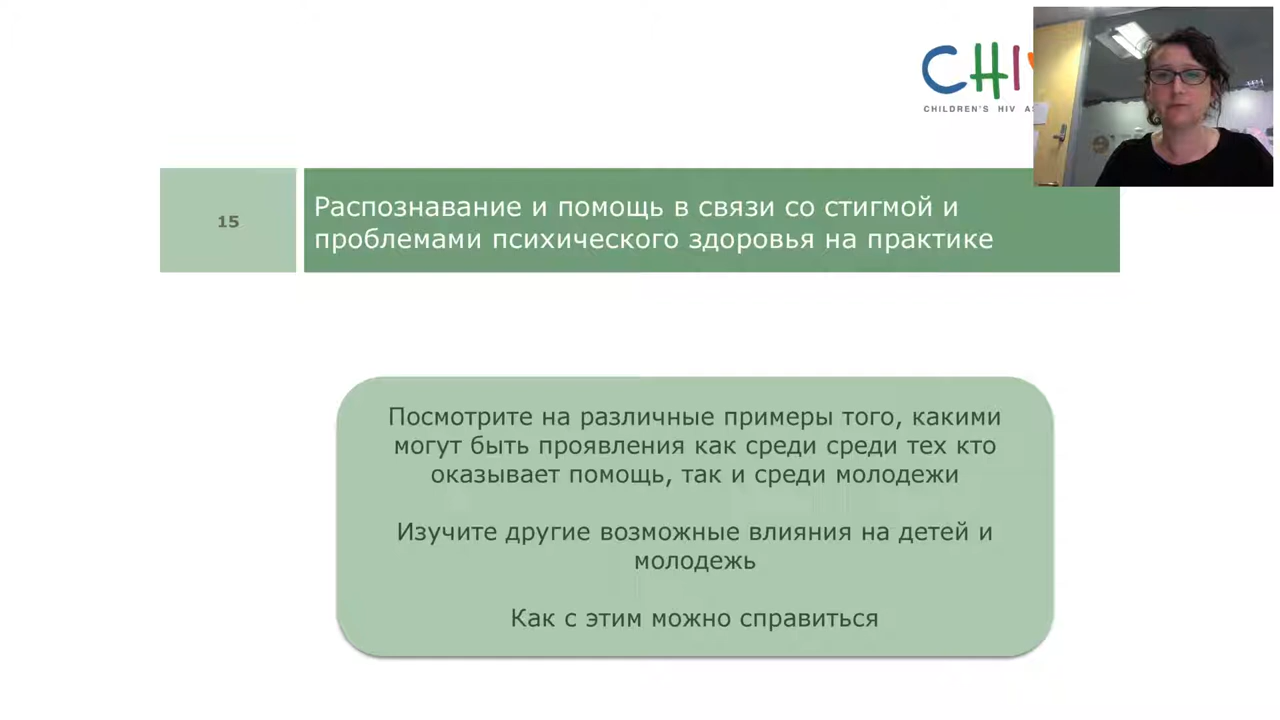 CHI
CHILDREN'S HIV
15
Распознавание и помощь в связи со стигмой и
проблемами психического здоровья на практике
Посмотрите на различные примеры того, какими
могут быть проявления как среди среди тех кто
оказывает помощь, так и среди молодежи
Изучите другие возможные влияния на детей и
молодежь
Как с этим можно справиться